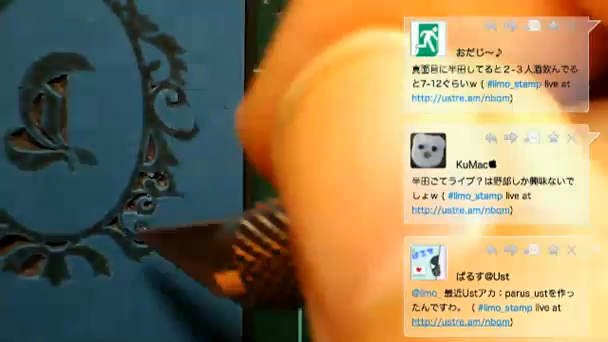 おだじ～♪
真面目に半田してると2-3人酒飲んでる
と7-12ぐらいｗ ( #limo_stamp live at
http://ustre.am/nbqm)
KuMac
半田ごてライブ？は野郎しか興味ないで
しょｗ ( #limo_stamp live at
http://ustre.am/nbqm)
ぱるす@Ust
@limo_ 最近Ustアカ：parus_ustを作っ
たんですわ。 ( #limo_stamp live at
http://ustre.am/nbqm)